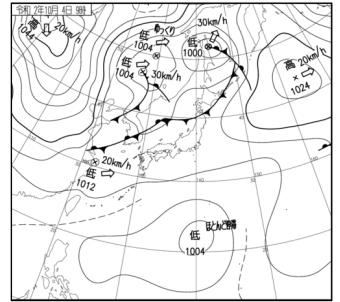 令和 2年10月 4日 9時
高
1044
20km/h
ゆっくり
低
1004
低
1004
30km/h
30km/h
低
1000
高
20km/h
1024
20km/h
低
1012
ほとんど停滞
低
1004
140